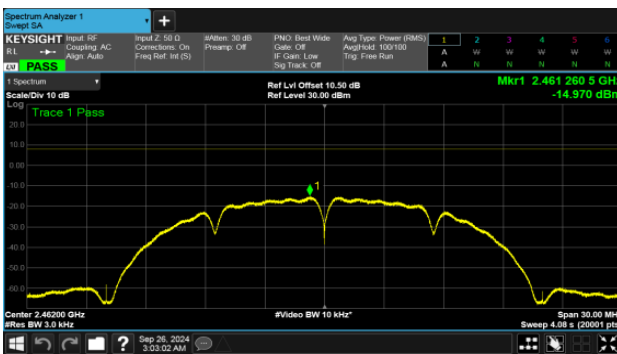 Spectrum Analyzer 1
Swept SA
KEYSIGHT
RL
PASS
Input: RF
Coupling: AC
Align: Auto
Input Z: 50 Ω
Corrections: On
Freq Ref: Int (S)
#Atten: 30 dB
Preamp: Off
PNO: Best Wide
Gate: Off
IF Gain: Low
Sig Track: Off
Avg Type: Power (RMS)
Avg|Hold: 100/100
Trig: Free Run
1 2 3 4 5 6
A W W W W W
A N N N N N
1 Spectrum
Scale/Div 10 dB
Ref Lvl Offset 10.50 dB
Ref Level 30.00 dBm
Mkr1 2.461 260 5 GHz
-14.970 dBm
Log
Trace 1 Pass
20.0
10.0
0.00
-10.0
1
-20.0
-30.0
-40.0
-50.0
-60.0
Center 2.46200 GHz
#Res BW 3.0 kHz
#Video BW 10 kHz*
Span 30.00 MH
Sweep 4.08 s (20001 pts
?
Sep 26, 2024
3:03:02 AM